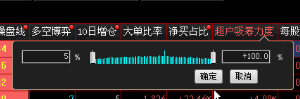 操盘线 多空博弈 10日增仓 大单比率 净买占比 超户吸筹力度 每股
5 % +100.0 %
确定 取消